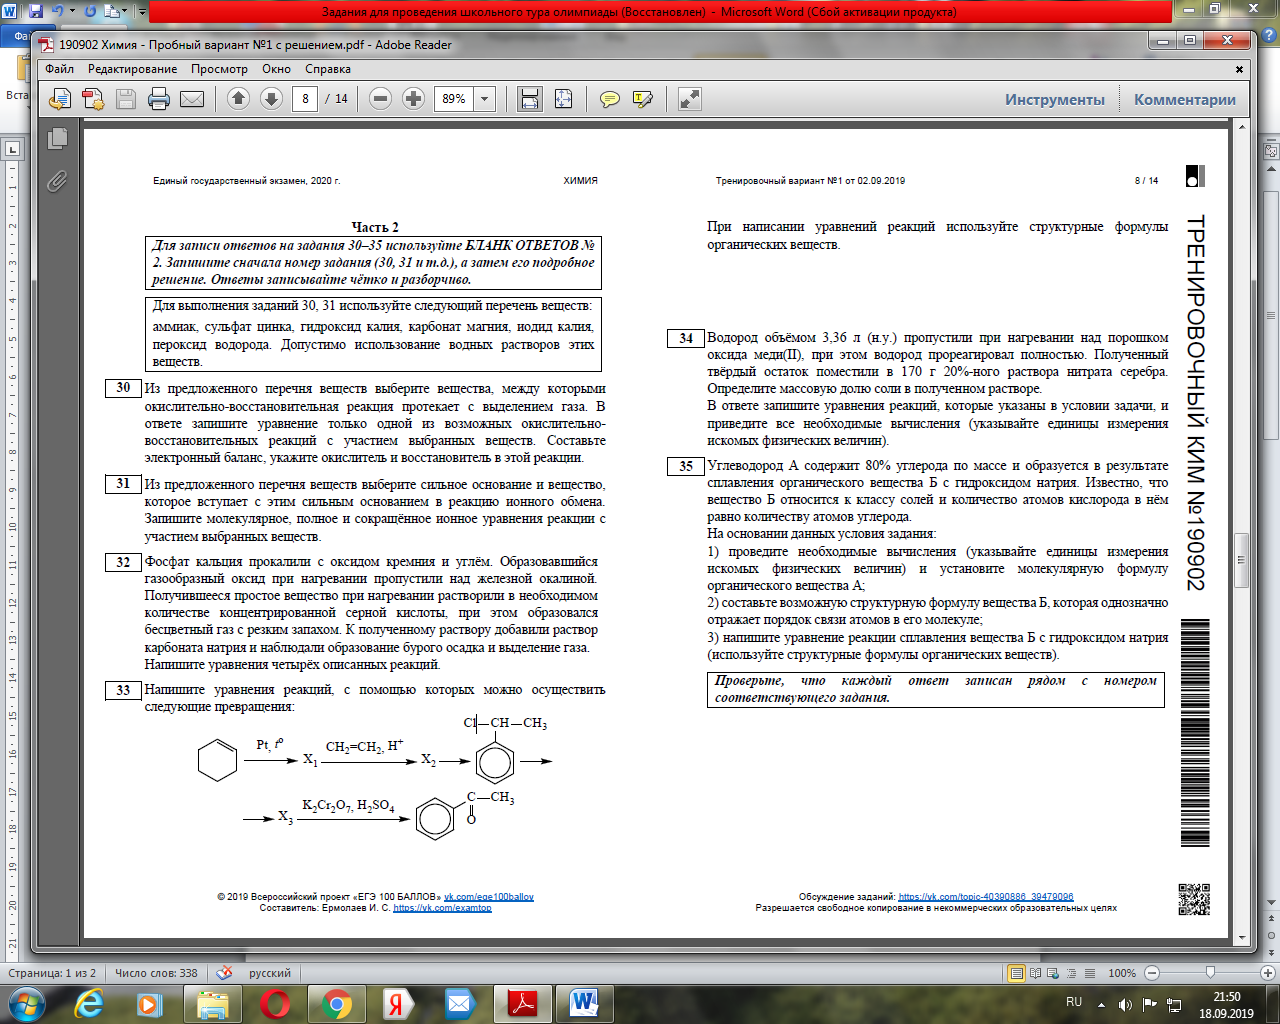 Задания для проведения школьного тура олимпиады (Восстановлен) - Microsoft Word (Сбой активации продукта)
190902 Химия - Пробный вариант №1 с решением.pdf - Adobe Reader
Файл Редактирование Просмотр Окно Справка
8 / 14 89% Инструменты Комментарии
Единый государственный экзамен, 2020 г. ХИМИЯ
Часть 2
Для записи ответов на задания 30–35 используйте БЛАНК ОТВЕТОВ №
2. Запишите сначала номер задания (30, 31 и т.д.), а затем его подробное
решение. Ответы записывайте чётко и разборчиво.
Для выполнения заданий 30, 31 используйте следующий перечень веществ:
аммиак, сульфат цинка, гидроксид калия, карбонат магния, иодид калия,
пероксид водорода. Допустимо использование водных растворов этих
веществ.
30 Из предложенного перечня веществ выберите вещества, между которыми
окислительно-восстановительная реакция протекает с выделением газа. В
ответе запишите уравнение только одной из возможных окислительно-
восстановительных реакций с участием выбранных веществ. Составьте
электронный баланс, укажите окислитель и восстановитель в этой реакции.
31 Из предложенного перечня веществ выберите сильное основание и вещество,
которое вступает с этим сильным основанием в реакцию ионного обмена.
Запишите молекулярное, полное и сокращённое ионное уравнения реакции с
участием выбранных веществ.
32 Фосфат кальция прокалили с оксидом кремния и углём. Образовавшийся
газообразный оксид при нагревании пропустили над железной окалиной.
Получившееся простое вещество при нагревании растворили в необходимом
количестве концентрированной серной кислоты, при этом образовался
бесцветный газ с резким запахом. К полученному раствору добавили раствор
карбоната натрия и наблюдали образование бурого осадка и выделение газа.
Напишите уравнения четырёх описанных реакций.
33 Напишите уравнения реакций, с помощью которых можно осуществить
следующие превращения:
Cl—CH—CH3
Pt, t° X1 CH2=CH2, H+ X2
X3 K2Cr2O7, H2SO4 C—CH3
O
© 2019 Всероссийский проект «ЕГЭ 100 БАЛЛОВ» vk.com/ege100ballov
Составитель: Ермолаев И. С. https://vk.com/examtop
Тренировочный вариант №1 от 02.09.2019 8 / 14
При написании уравнений реакций используйте структурные формулы
органических веществ.
34 Водород объёмом 3,36 л (н.у.) пропустили при нагревании над порошком
оксида меди(II), при этом водород прореагировал полностью. Полученный
твёрдый остаток поместили в 170 г 20%-ного раствора нитрата серебра.
Определите массовую долю соли в полученном растворе.
В ответе запишите уравнения реакций, которые указаны в условии задачи, и
приведите все необходимые вычисления (указывайте единицы измерения
искомых физических величин).
35 Углеводород А содержит 80% углерода по массе и образуется в результате
сплавления органического вещества Б с гидроксидом натрия. Известно, что
вещество Б относится к классу солей и количество атомов кислорода в нём
равно количеству атомов углерода.
На основании данных условия задания:
1) проведите необходимые вычисления (указывайте единицы измерения
искомых физических величин) и установите молекулярную формулу
органического вещества А;
2) составьте возможную структурную формулу вещества Б, которая однозначно
отражает порядок связи атомов в его молекуле;
3) напишите уравнение реакции сплавления вещества Б с гидроксидом натрия
(используйте структурные формулы органических веществ).
Проверьте, что каждый ответ записан рядом с номером
соответствующего задания.
Обсуждение заданий: https://vk.com/topic-40390886_39479096
Разрешается свободное копирование в некоммерческих образовательных целях
ТРЕНИРОВОЧНЫЙ КИМ №190902
Страница: 1 из 2 Число слов: 338 русский 100%
RU 21:50
18.09.2019